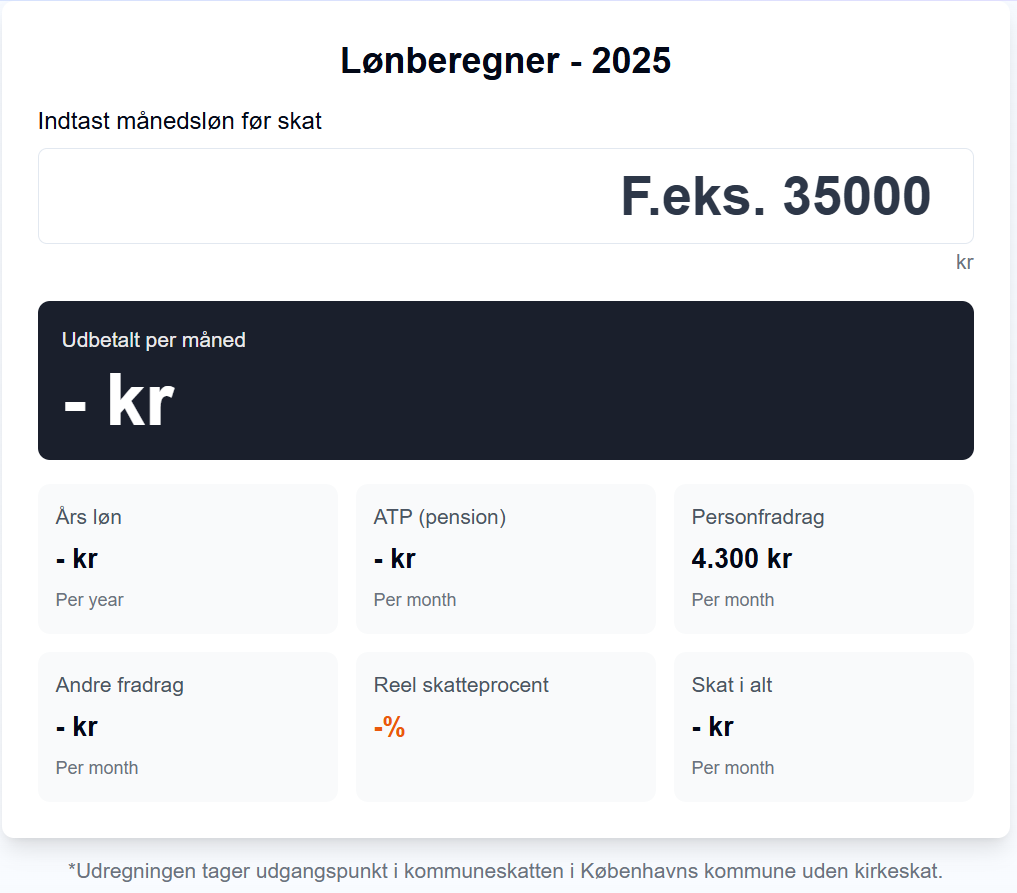 Lønberegner - 2025
Indtast månedsløn før skat
F.eks. 35000
kr
Udbetalt per måned
- kr
Års løn
- kr
Per year
ATP (pension)
- kr
Per month
Personfradrag
4.300 kr
Per month
Andre fradrag
- kr
Per month
Reel skatteprocent
-%
Skat i alt
- kr
Per month
*Udregningen tager udgangspunkt i kommuneskatten i Københavns kommune uden kirkeskat.